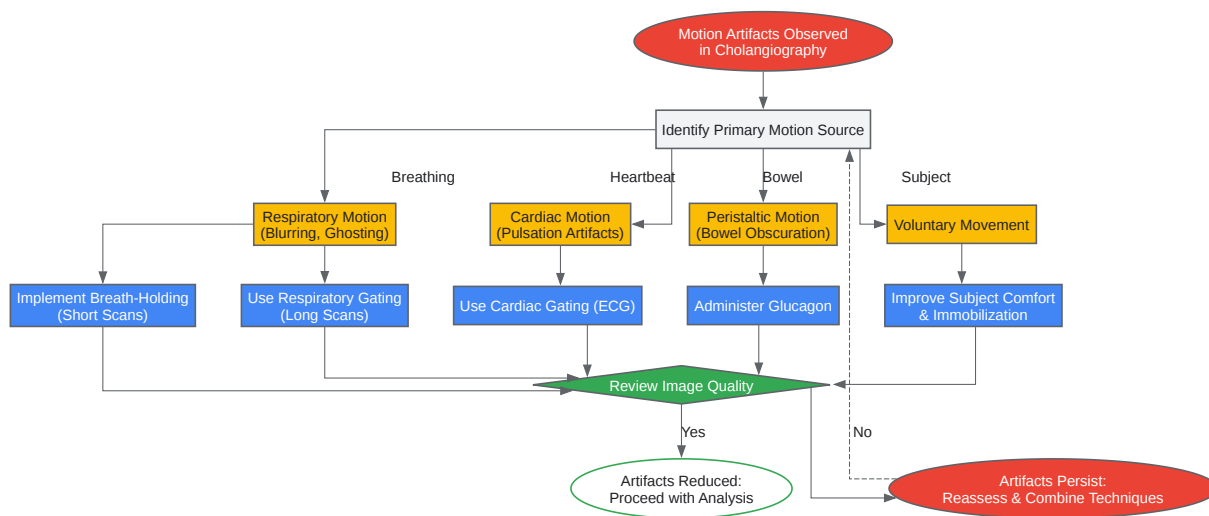 Motion Artifacts Observed
in Cholangiography
Identify Primary Motion Source
Breathing
Heartbeat
Bowel
Subject
Respiratory Motion
(Blurring, Ghosting)
Cardiac Motion
(Pulsation Artifacts)
Peristaltic Motion
(Bowel Obscuration)
Voluntary Movement
Implement Breath-Holding
(Short Scans)
Use Respiratory Gating
(Long Scans)
Use Cardiac Gating (ECG)
Administer Glucagon
Improve Subject Comfort
& Immobilization
Review Image Quality
Yes
No
Artifacts Reduced:
Proceed with Analysis
Artifacts Persist:
Reassess & Combine Techniques